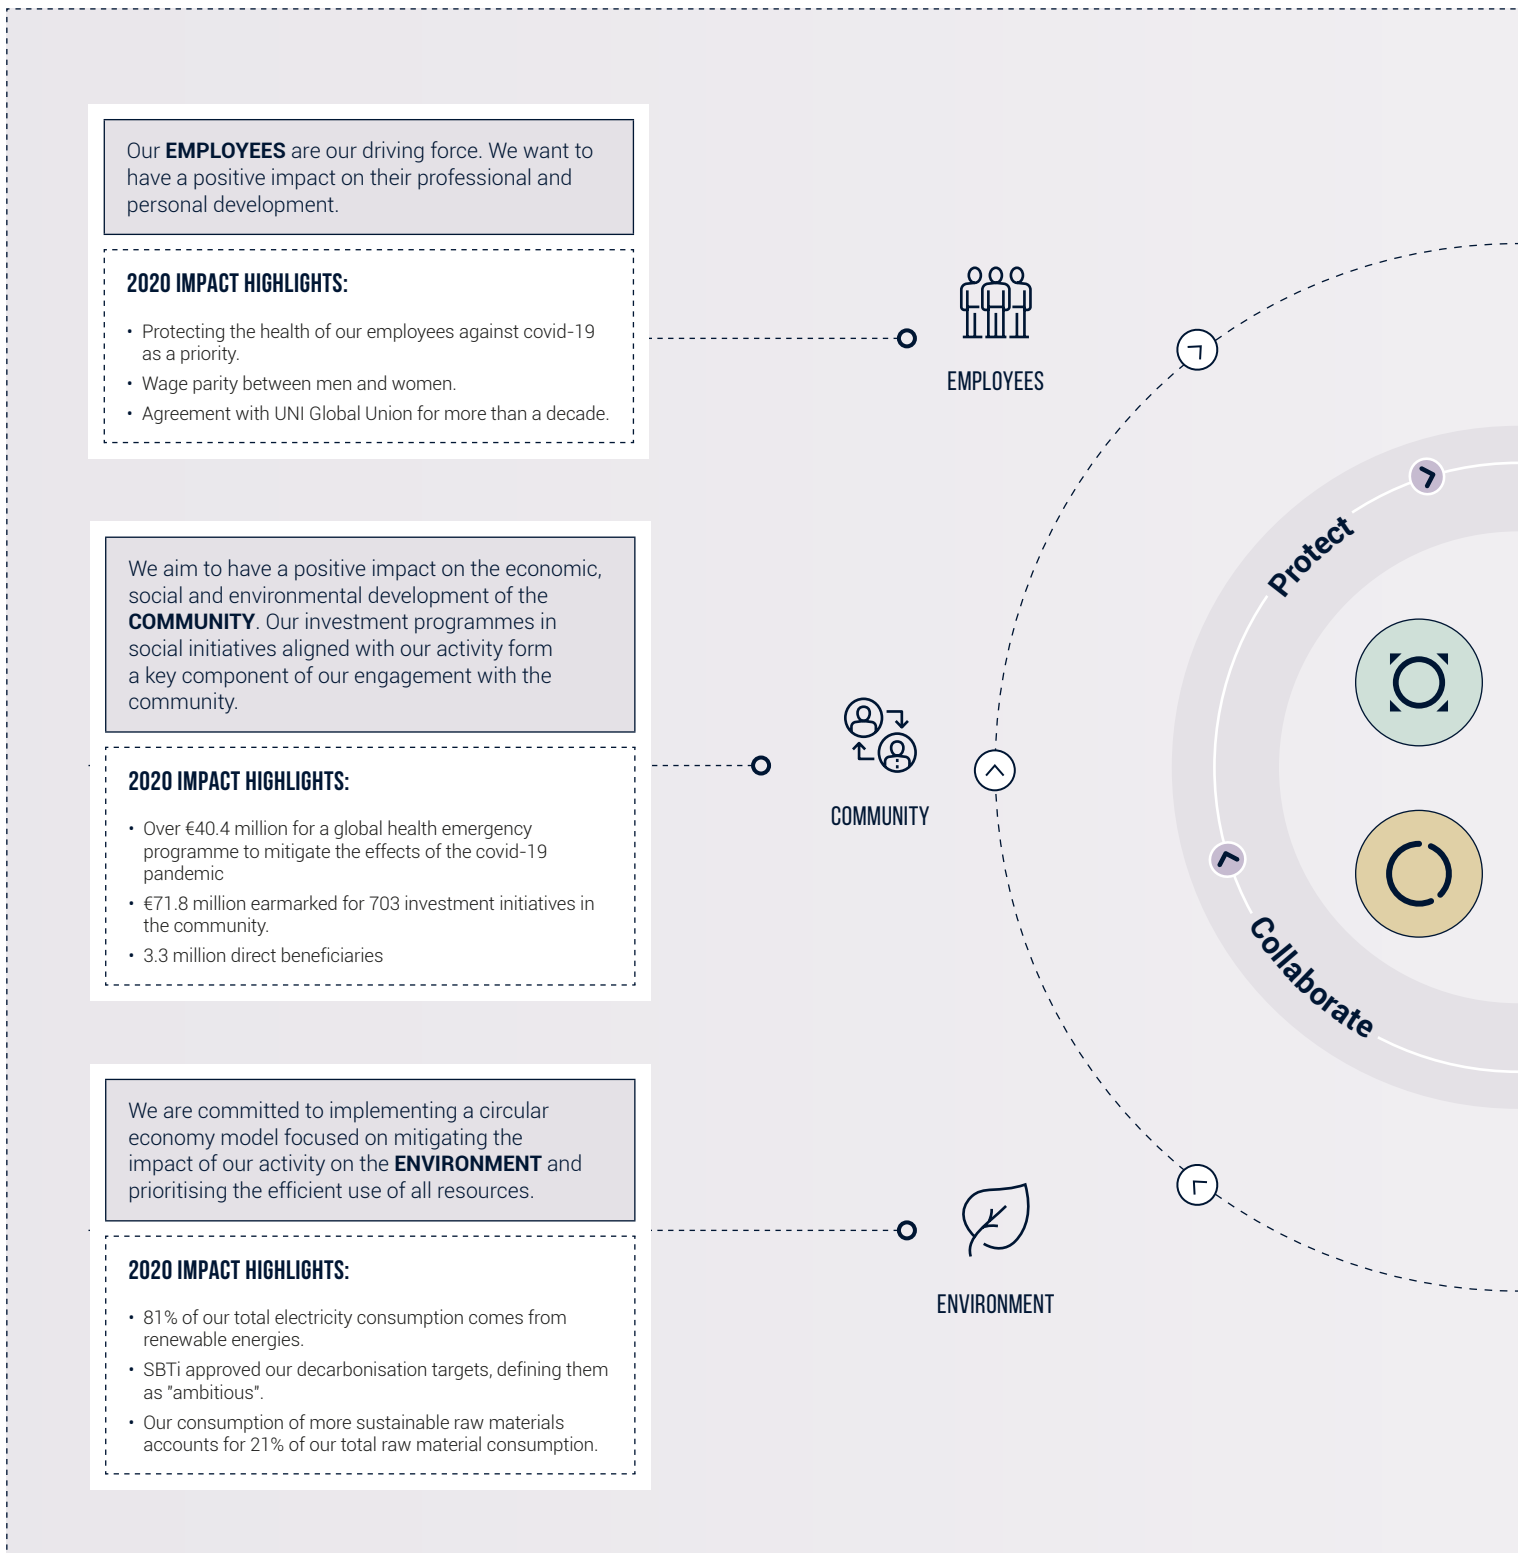 Our EMPLOYEES are our driving force. We want to
have a positive impact on their professional and
personal development.
2020 IMPACT HIGHLIGHTS:
• Protecting the health of our employees against covid-19
as a priority.
• Wage parity between men and women.
• Agreement with UNI Global Union for more than a decade.
EMPLOYEES
We aim to have a positive impact on the economic,
social and environmental development of the
COMMUNITY. Our investment programmes in
social initiatives aligned with our activity form
a key component of our engagement with the
community.
2020 IMPACT HIGHLIGHTS:
• Over €40.4 million for a global health emergency
programme to mitigate the effects of the covid-19
pandemic
• €71.8 million earmarked for 703 investment initiatives in
the community.
• 3.3 million direct beneficiaries
COMMUNITY
We are committed to implementing a circular
economy model focused on mitigating the
impact of our activity on the ENVIRONMENT and
prioritising the efficient use of all resources.
2020 IMPACT HIGHLIGHTS:
• 81% of our total electricity consumption comes from
renewable energies.
• SBTi approved our decarbonisation targets, defining them
as "ambitious".
• Our consumption of more sustainable raw materials
accounts for 21% of our total raw material consumption.
ENVIRONMENT
Protect
Collaborate